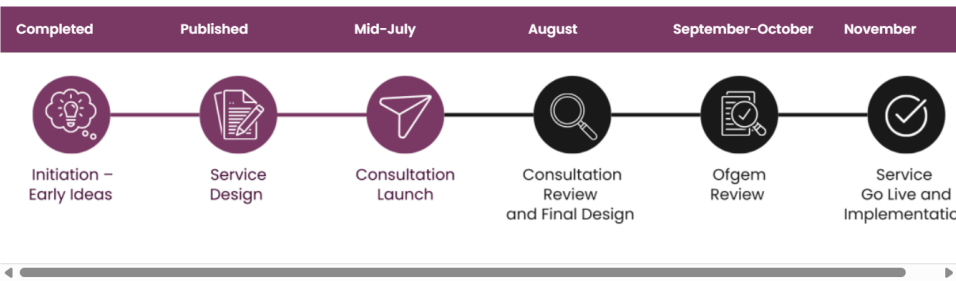 Completed
Published
Mid-July
August
September-October
November
Initiation –
Early Ideas
Service
Design
Consultation
Launch
Consultation
Review
and Final Design
Ofgem
Review
Service
Go Live and
Implementatio